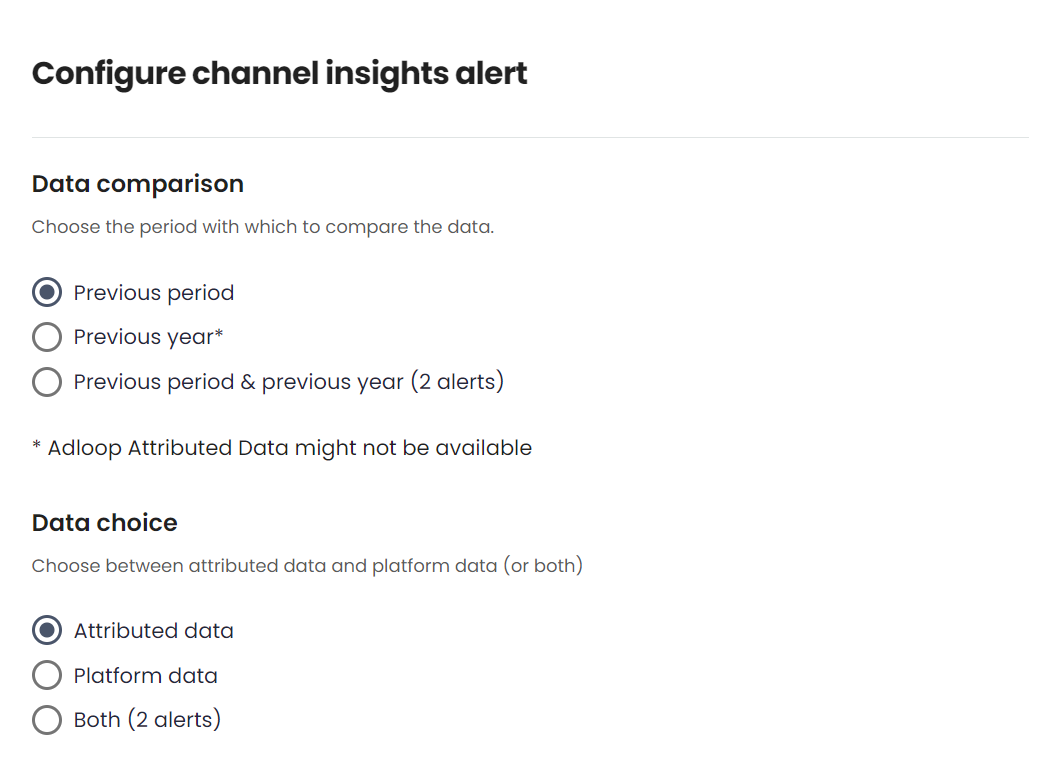 Configure channel insights alert
Data comparison
Choose the period with which to compare the data.
Previous period
Previous year*
Previous period & previous year (2 alerts)
* Adloop Attributed Data might not be available
Data choice
Choose between attributed data and platform data (or both)
Attributed data
Platform data
Both (2 alerts)